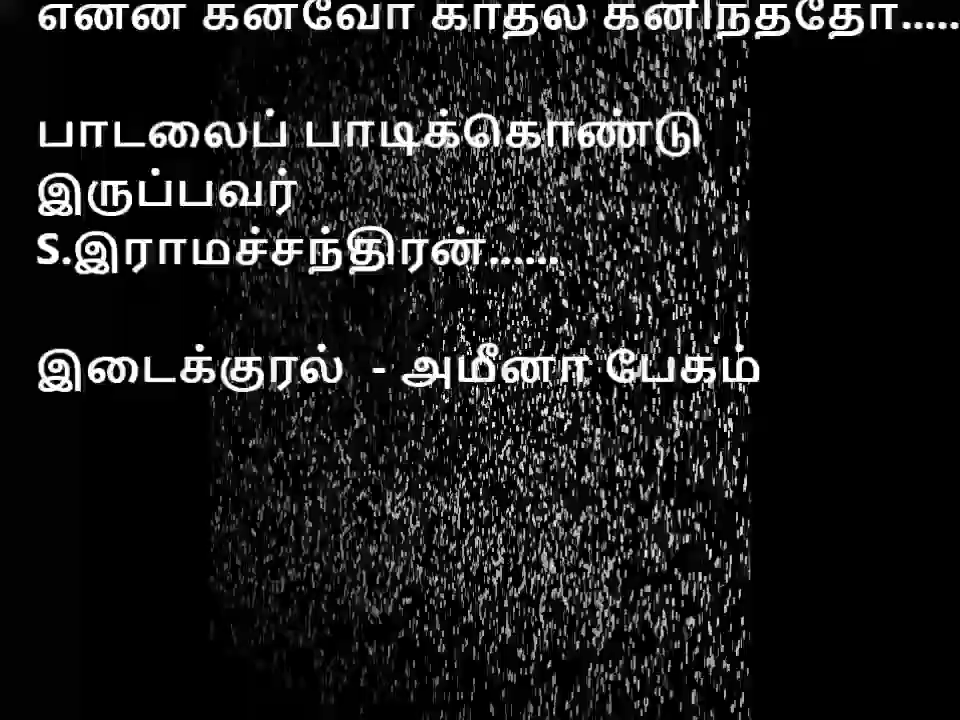 என்ன கனவோ காதல் கனிந்ததோ.....
பாடலைப் பாடிக்கொண்டு
இருப்பவர்
S.இராமச்சந்திரன்......
இடைக்குரல் - அமீனா பேகம்